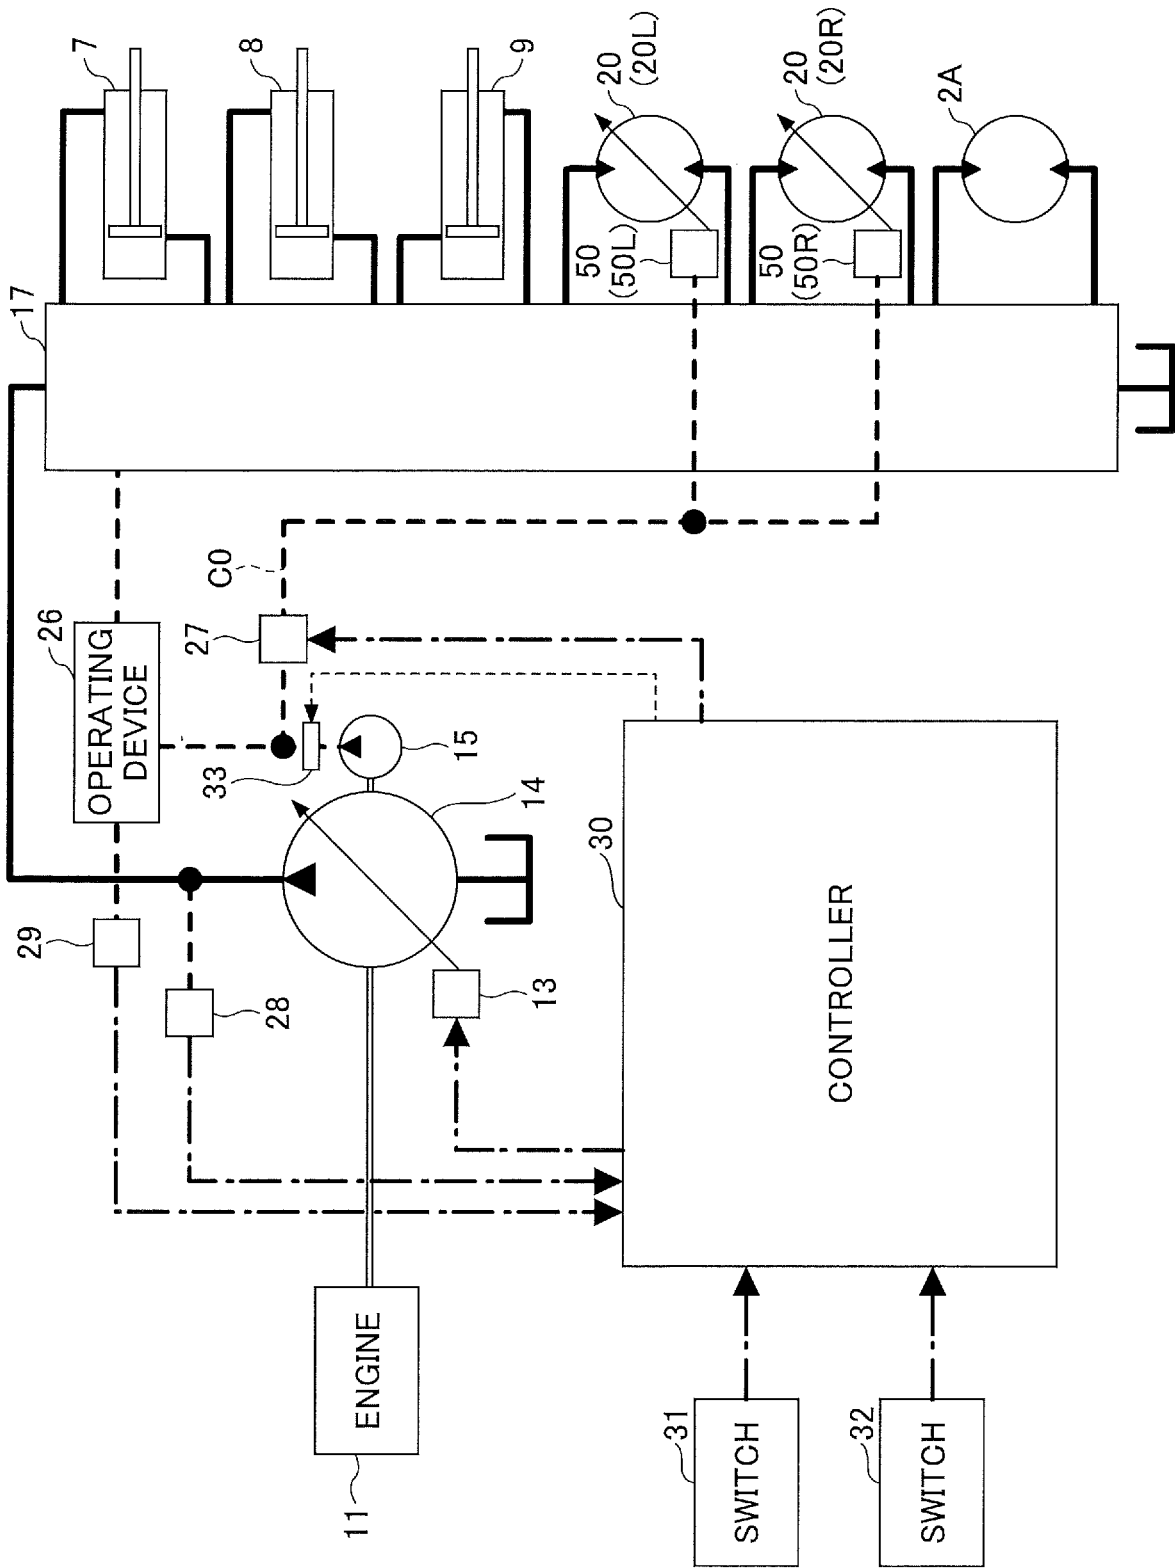 29
26
17
7
OPERATING
DEVICE
27
C0
33
8
28
11
ENGINE
15
13
14
9
50
(50L)
20
(20L)
30
31
SWITCH
50
(50R)
20
(20R)
CONTROLLER
32
SWITCH
2A